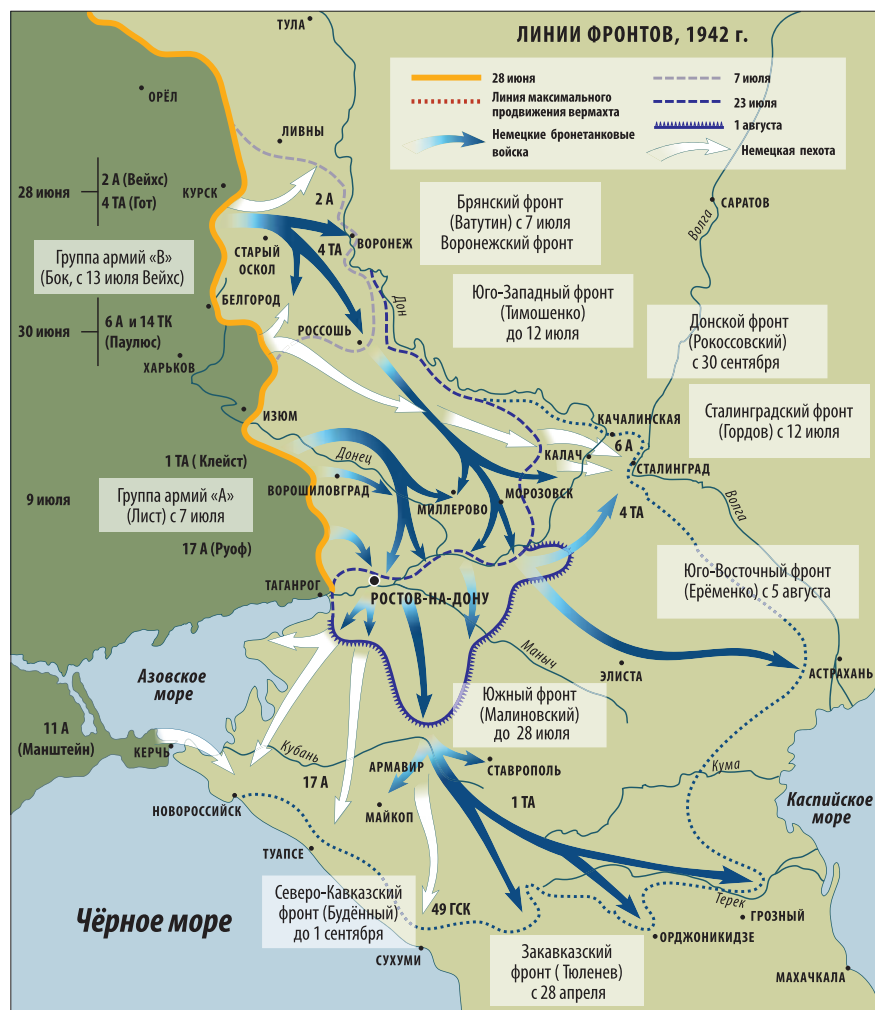 ЛИНИИ ФРОНТОВ, 1942 г.
28 июня
Линия максимального
продвижения вермахта
Немецкие бронетанковые
войска
7 июля
23 июля
1 августа
Немецкая пехота
ТУЛА
ОРЁЛ
ЛИВНЫ
28 июня
2 А (Вейхс)
4 ТА (Гот)
КУРСК
2 А
Брянский фронт
(Ватутин) с 7 июля
Воронежский фронт
САРАТОВ
Волга
Группа армий «В»
(Бок, с 13 июля Вейхс)
СТАРЫЙ
ОСКОЛ
4 ТА
ВОРОНЕЖ
БЕЛГОРОД
Дон
Юго-Западный фронт
(Тимошенко)
до 12 июля
30 июня
6 А и 14 ТК
(Паулюс)
РОССОШЬ
Донской фронт
(Рокоссовский)
с 30 сентября
ХАРЬКОВ
ИЗЮМ
КАЧАЛИНСКАЯ
Сталинградский фронт
(Гордов) с 12 июля
6 А
1 ТА ( Клейст)
Донец
КАЛАЧ
СТАЛИНГРАД
9 июля
Группа армий «А»
(Лист) с 7 июля
ВОРОШИЛОВГРАД
МИЛЛЕРОВО
МОРОЗОВСК
Волга
4 ТА
17 А (Руоф)
Юго-Восточный фронт
(Ерёменко) с 5 августа
ТАГАНРОГ
РОСТОВ-НА-ДОНУ
Маныч
ЭЛИСТА
АСТРАХАНЬ
Азовское
море
Южный фронт
(Малиновский)
до 28 июля
11 А
(Манштейн)
КЕРЧЬ
Кубань
АРМАВИР
СТАВРОПОЛЬ
Кума
17 А
1 ТА
НОВОРОССИЙСК
МАЙКОП
Каспийское
море
ТУАПСЕ
Северо-Кавказский
фронт (Будённый)
до 1 сентября
49 ГСК
Терек
ГРОЗНЫЙ
Чёрное море
ОРДЖОНИКИДЗЕ
СУХУМИ
Закавказский
фронт ( Тюленев)
с 28 апреля
МАХАЧКАЛА